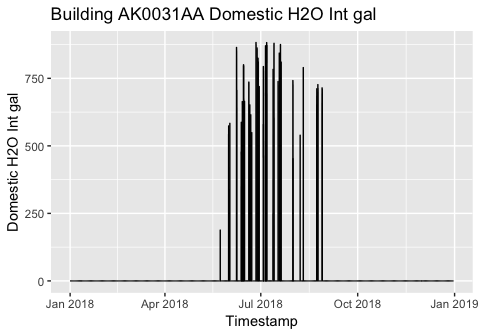 Building AK0031AA Domestic H2O Int gal
Domestic H2O Int gal
750
500
250
0
Jan 2018 Apr 2018 Jul 2018 Oct 2018 Jan 2019
Timestamp